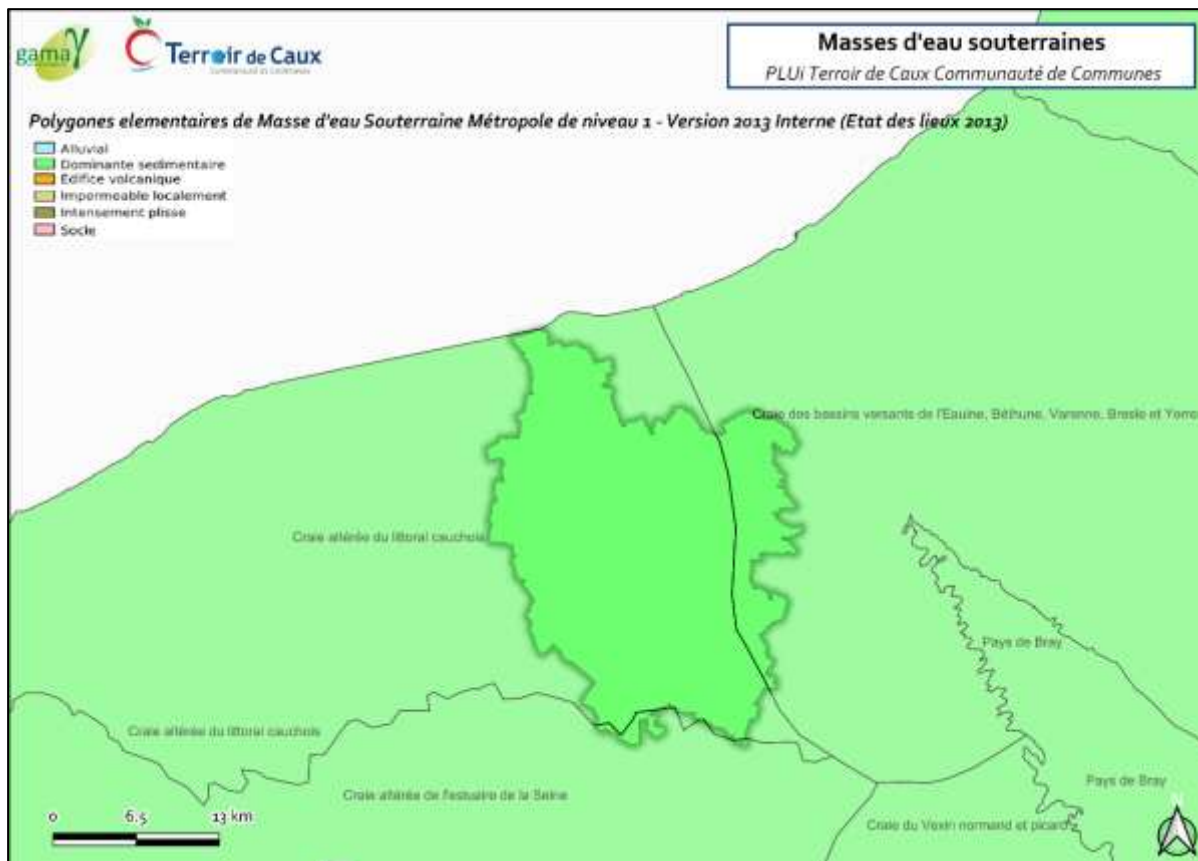 gama
Terroir de Caux
Masses d'eau souterraines
PLUi Terroir de Caux Communauté de Communes
Polygones elementaires de Masse d'eau Souterraine Métropole de niveau 1 - Version 2013 Interne (Etat des lieux 2013)
Alluvial
Dominante sedimentaire
Edifice volcanique
Impermeable localement
Intensement plisse
Socle
Craie des bassins versants de l'Eaulne, Béthune, Varenne, Bresle et Yerre
Craie altérée du littoral cauchois
Pays de Bray
Craie altérée du littoral cauchois
Pays de Bray
Craie altérée de l'estuaire de la Seine
Craie du Vexin normand et picard
0 6.5 13 km